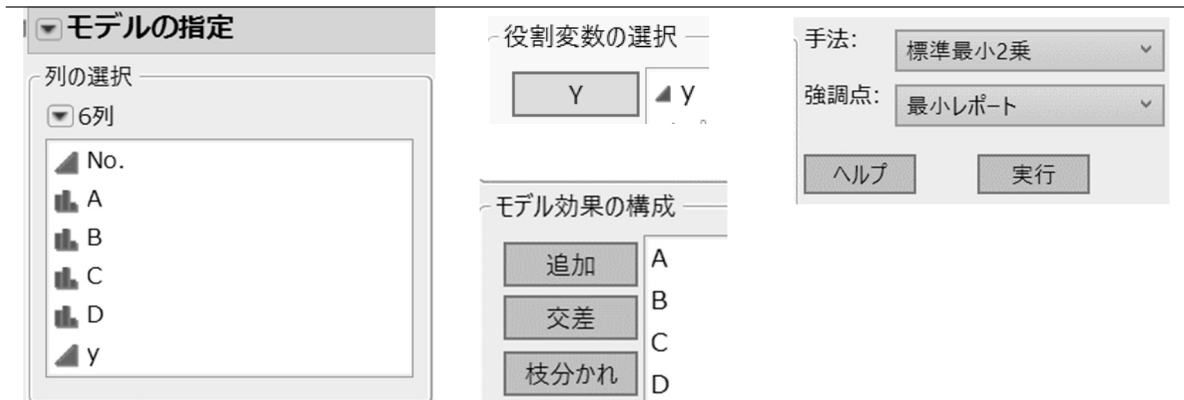 モデルの指定
列の選択
6列
No.
A
B
C
D
y
役割変数の選択
Y
y
モデル効果の構成
追加
交差
枝分かれ
A
B
C
D
手法:
標準最小2乗
強調点:
最小レポート
ヘルプ
実行